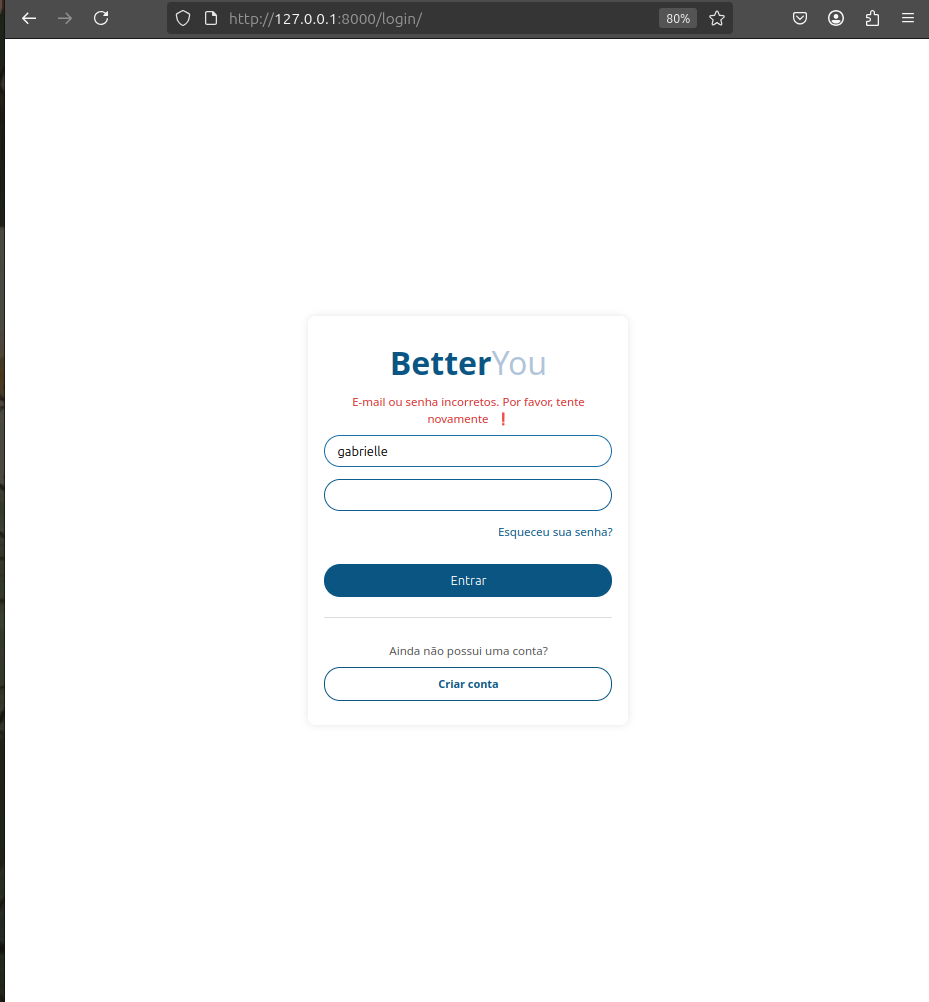 http://127.0.0.1:8000/login/ 80%
BetterYou
E-mail ou senha incorretos. Por favor, tente
novamente ❗
gabrielle
Esqueceu sua senha?
Entrar
Ainda não possui uma conta?
Criar conta